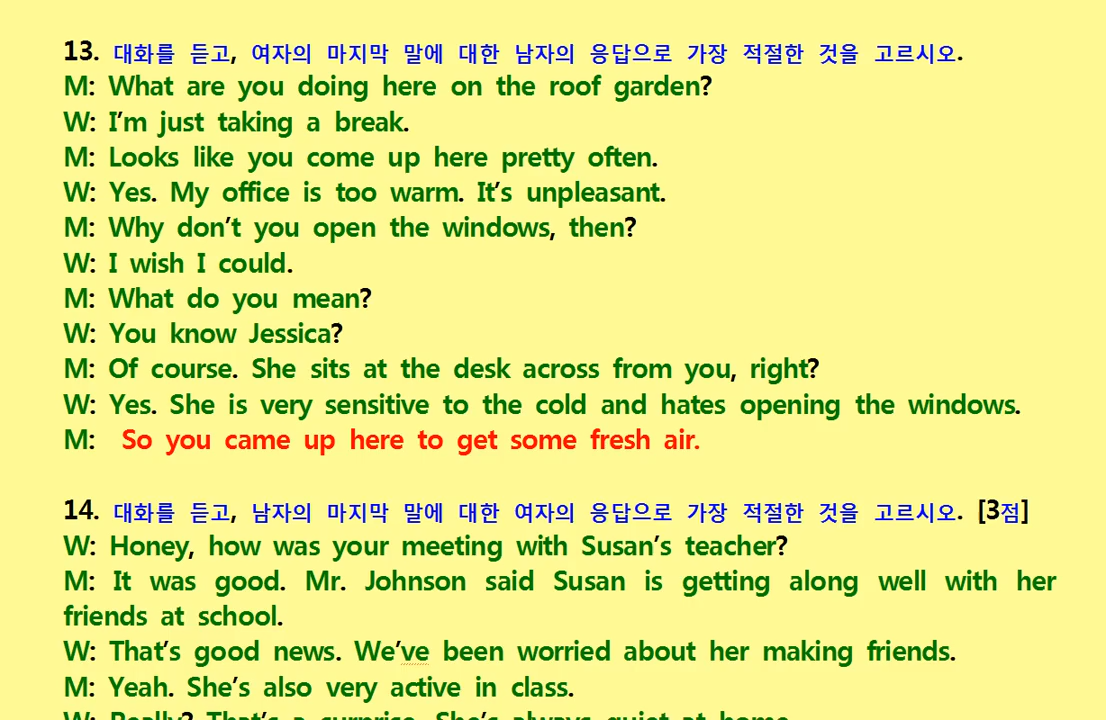 13. 대화를 듣고, 여자의 마지막 말에 대한 남자의 응답으로 가장 적절한 것을 고르시오.
M: What are you doing here on the roof garden?
W: I'm just taking a break.
M: Looks like you come up here pretty often.
W: Yes. My office is too warm. It's unpleasant.
M: Why don't you open the windows, then?
W: I wish I could.
M: What do you mean?
W: You know Jessica?
M: Of course. She sits at the desk across from you, right?
W: Yes. She is very sensitive to the cold and hates opening the windows.
M: So you came up here to get some fresh air.
14. 대화를 듣고, 남자의 마지막 말에 대한 여자의 응답으로 가장 적절한 것을 고르시오. [3점]
W: Honey, how was your meeting with Susan's teacher?
M: It was good. Mr. Johnson said Susan is getting along well with her
friends at school.
W: That's good news. We've been worried about her making friends.
M: Yeah. She's also very active in class.
W: Really? That's a surprise. She's always quiet at home.